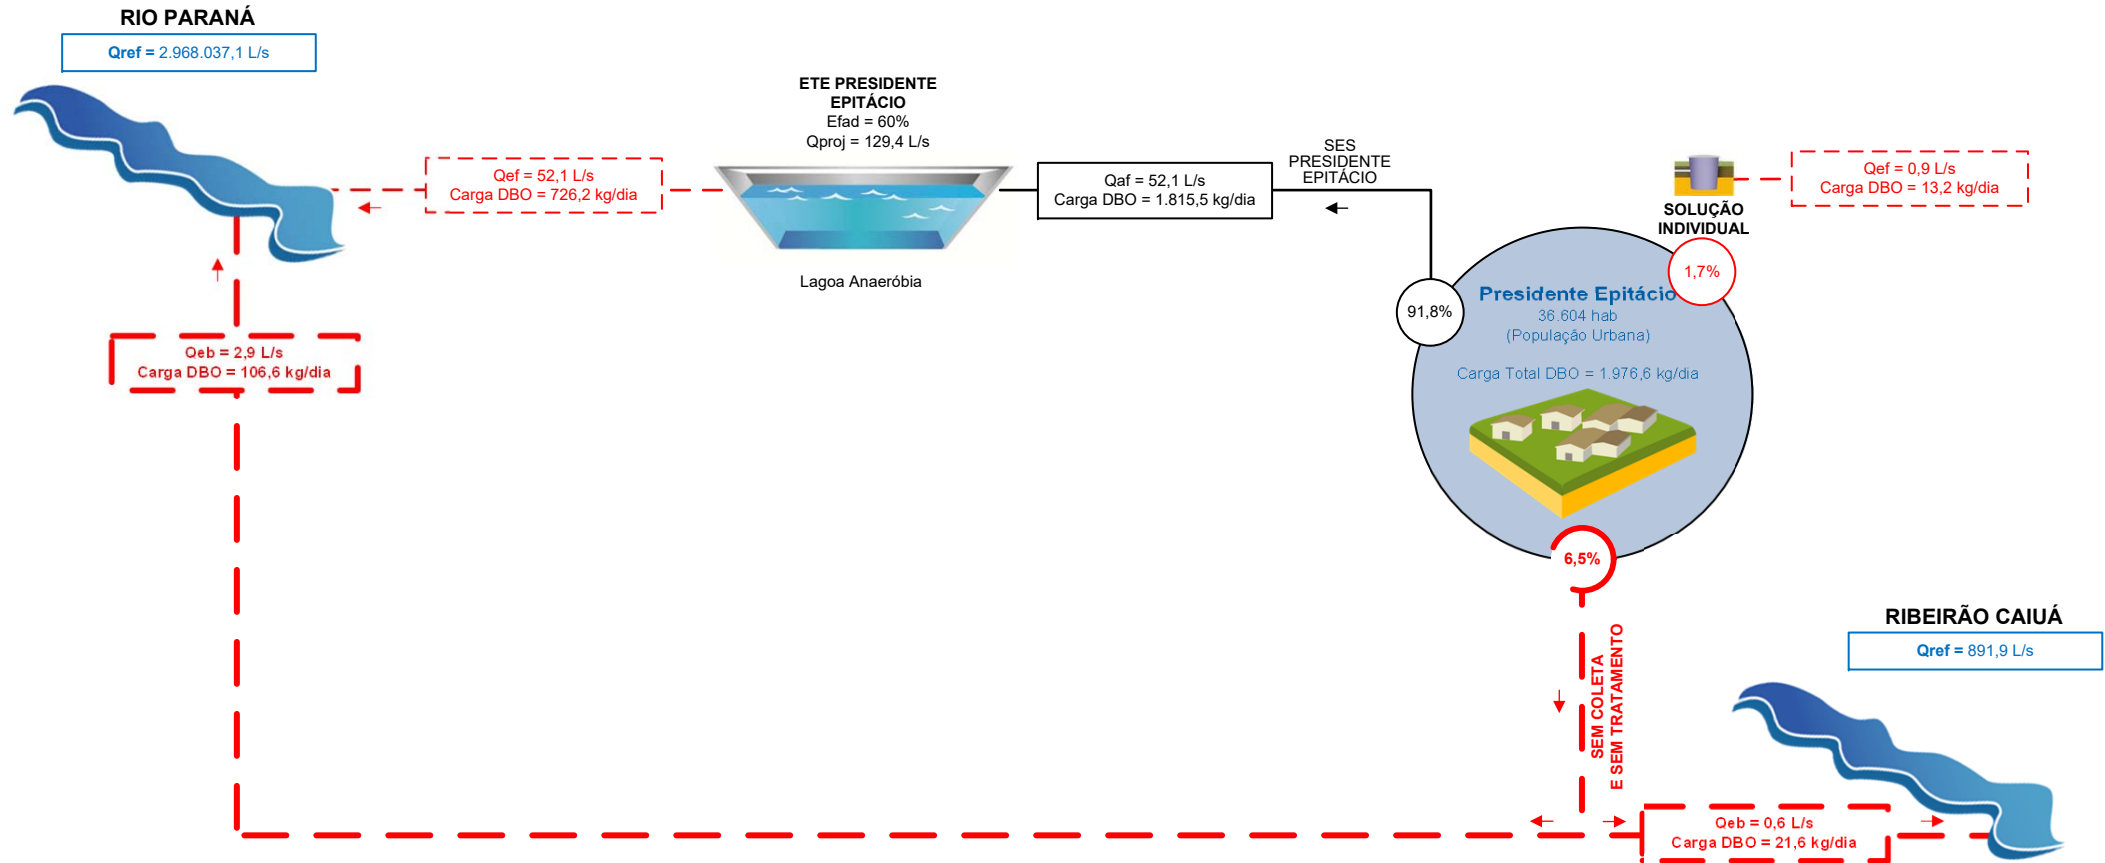 RIO PARANÁ
Qref = 2.968.037,1 L/s
ETE PRESIDENTE
EPITÁCIO
Efad = 60%
Qproj = 129,4 L/s
Qef = 52,1 L/s
Carga DBO = 726,2 kg/dia
Lagoa Anaeróbia
Qaf = 52,1 L/s
Carga DBO = 1.815,5 kg/dia
SES
PRESIDENTE
EPITÁCIO
SOLUÇÃO
INDIVIDUAL
Qef = 0,9 L/s
Carga DBO = 13,2 kg/dia
1,7%
91,8%
Presidente Epitácio
36.604 hab
(População Urbana)
Carga Total DBO = 1.976,6 kg/dia
6,5%
Qeb = 2,9 L/s
Carga DBO = 106,6 kg/dia
SEM COLETA
E SEM TRATAMENTO
RIBEIRÃO CAIUÁ
Qref = 891,9 L/s
Qeb = 0,6 L/s
Carga DBO = 21,6 kg/dia